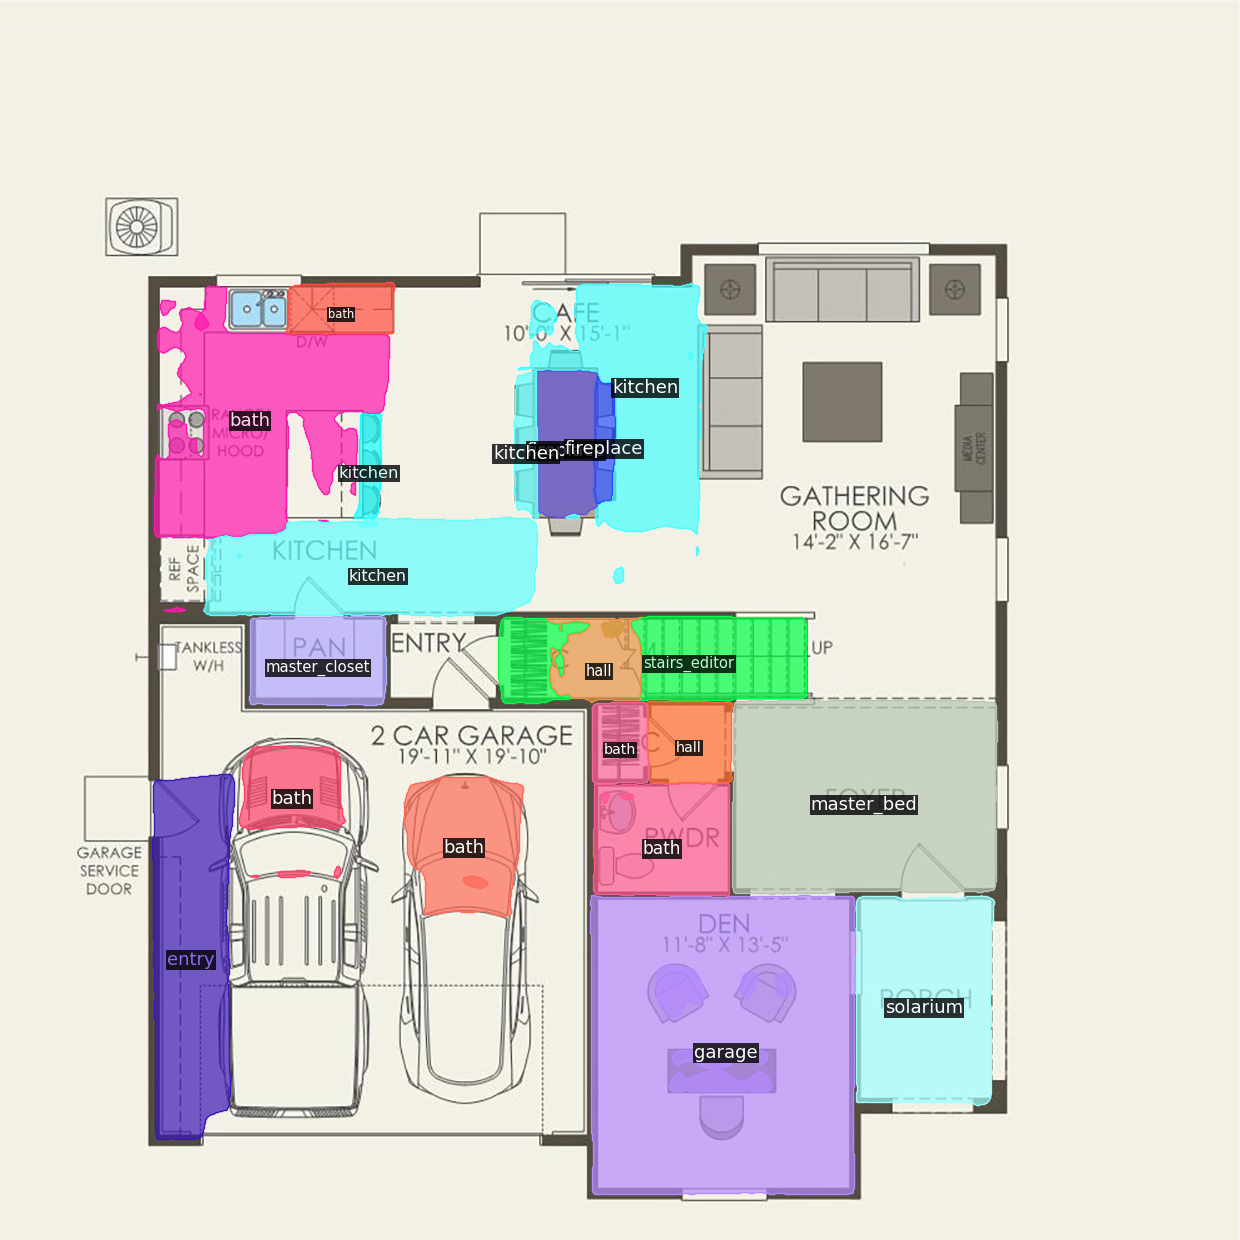 bath
D/W
CAFE
10'-0" X 15'-1"
kitchen
bath
RANGE
MICRO/
HOOD
kitchen
fireplace
kitchen
MEDIA
CENTER
GATHERING
ROOM
14'-2" X 16'-7"
KITCHEN
kitchen
REF
SPACE
TANKLESS
W/H
PAN
master_closet
ENTRY
hall
stairs_editor
UP
2 CAR GARAGE
19'-11" X 19'-10"
bath
hall
bath
FOYER
master_bed
PWDR
bath
bath
GARAGE
SERVICE
DOOR
entry
DEN
11'-8" X 13'-5"
garage
PORCH
solarium